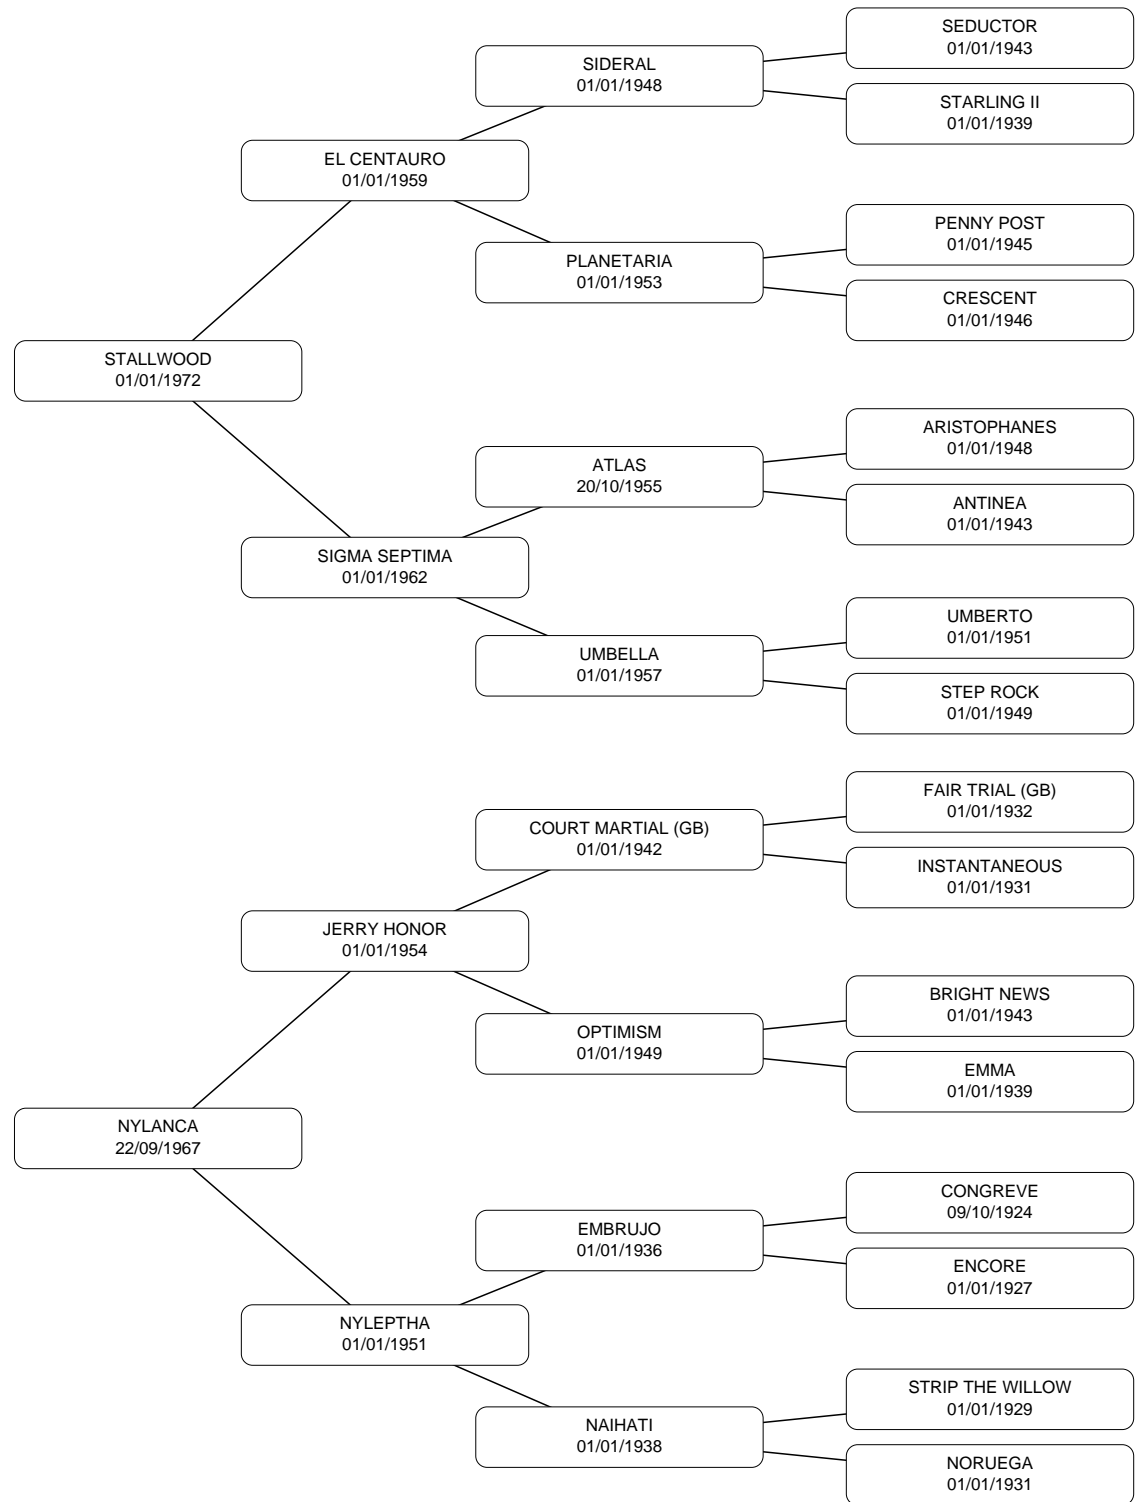 SEDUCTOR
01/01/1943
SIDERAL
01/01/1948
STARLING II
01/01/1939
EL CENTAURO
01/01/1959
PENNY POST
01/01/1945
PLANETARIA
01/01/1953
CRESCENT
01/01/1946
STALLWOOD
01/01/1972
ARISTOPHANES
01/01/1948
ATLAS
20/10/1955
ANTINEA
01/01/1943
SIGMA SEPTIMA
01/01/1962
UMBERTO
01/01/1951
UMBELLA
01/01/1957
STEP ROCK
01/01/1949
FAIR TRIAL (GB)
01/01/1932
COURT MARTIAL (GB)
01/01/1942
INSTANTANEOUS
01/01/1931
JERRY HONOR
01/01/1954
BRIGHT NEWS
01/01/1943
OPTIMISM
01/01/1949
EMMA
01/01/1939
NYLANCA
22/09/1967
CONGREVE
09/10/1924
EMBRUJO
01/01/1936
ENCORE
01/01/1927
NYLEPTHA
01/01/1951
STRIP THE WILLOW
01/01/1929
NAIHATI
01/01/1938
NORUEGA
01/01/1931